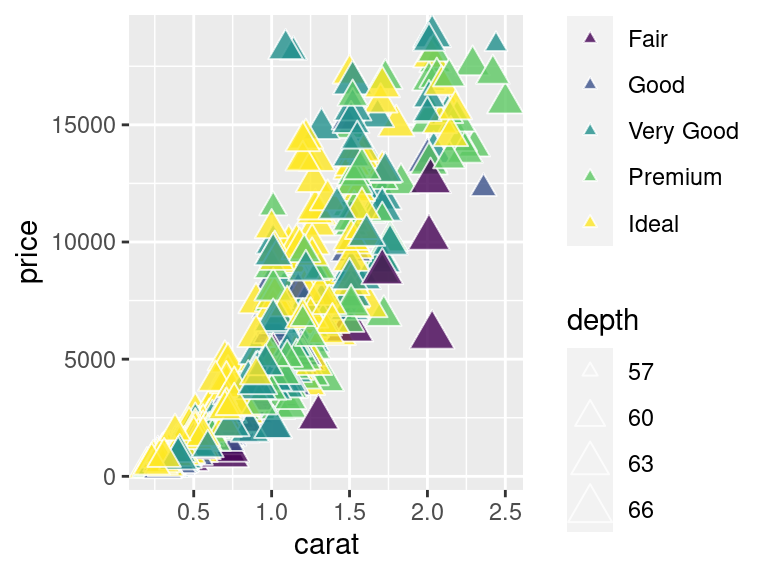 15000
10000
5000
0
0.5 1.0 1.5 2.0 2.5
carat
price
Fair
Good
Very Good
Premium
Ideal
depth
57
60
63
66